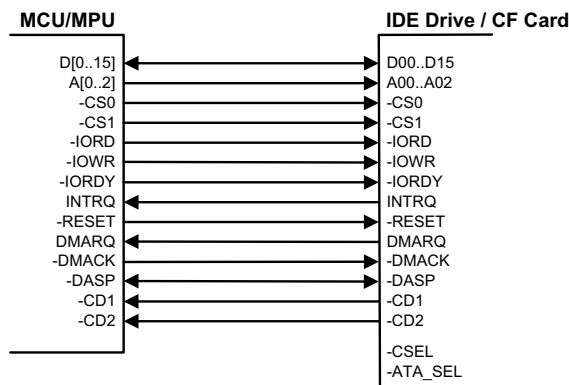 MCU/MPU IDE Drive / CF Card
D[0..15] D00..D15
A[0..2] A00..A02
-CS0 -CS0
-CS1 -CS1
-IORD -IORD
-IOWR -IOWR
-IORDY -IORDY
INTRQ INTRQ
-RESET -RESET
DMARQ DMARQ
-DMACK -DMACK
-DASP -DASP
-CD1 -CD1
-CD2 -CD2
-CSEL
-ATA_SEL